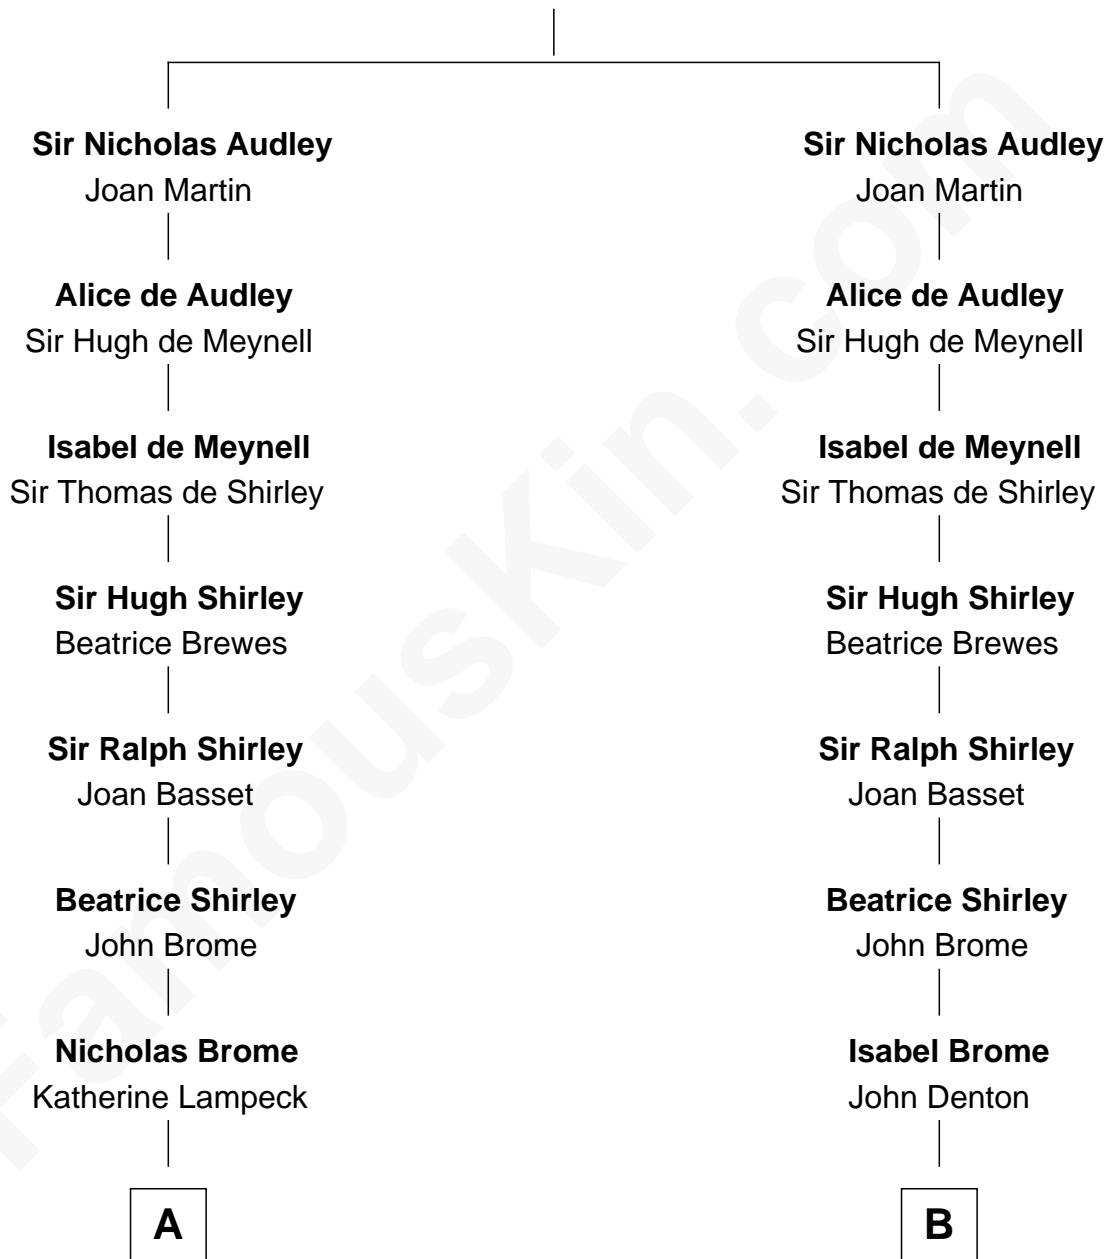 Sir Nicholas Audley
Joan Martin
Alice de Audley
Sir Hugh de Meynell
Isabel de Meynell
Sir Thomas de Shirley
Sir Hugh Shirley
Beatrice Brewes
Sir Ralph Shirley
Joan Basset
Beatrice Shirley
John Brome
Nicholas Brome
Katherine Lampeck
A
Sir Nicholas Audley
Joan Martin
Alice de Audley
Sir Hugh de Meynell
Isabel de Meynell
Sir Thomas de Shirley
Sir Hugh Shirley
Beatrice Brewes
Sir Ralph Shirley
Joan Basset
Beatrice Shirley
John Brome
Isabel Brome
John Denton
B
FamousKin.com